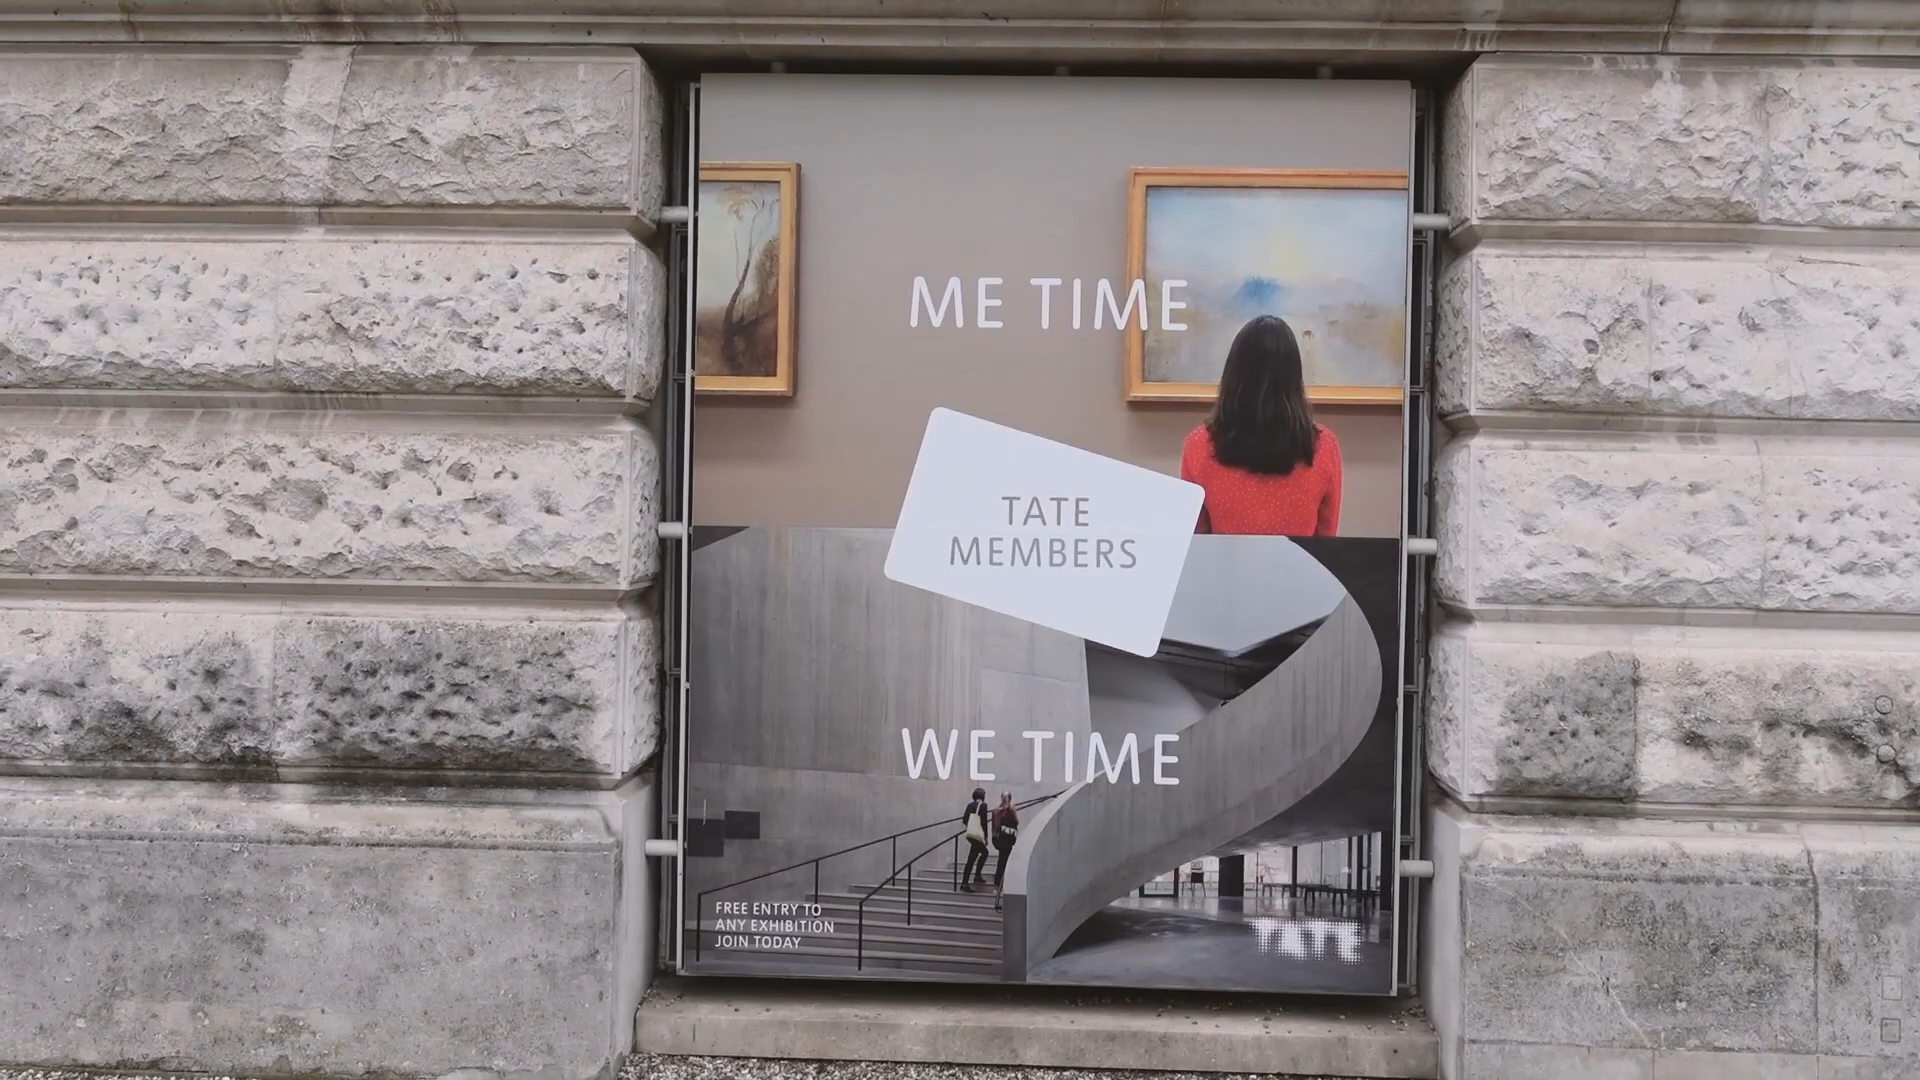 ME TIME
TATE
MEMBERS
WE TIME
FREE ENTRY TO
ANY EXHIBITION
JOIN TODAY
TATE